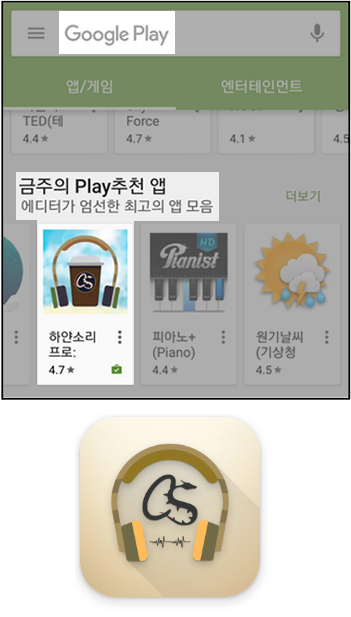 Google Play
앱/게임 엔터테인먼트
TED(테
Force
4.4★ 4.7★ 4.1★ 4.5
금주의 Play추천 앱
에디터가 엄선한 최고의 앱 모음
더보기
HD
Pianist
하얀소리 피아노+ 원기날씨
프로: (Piano) (기상청
4.7★ 4.4★ 4.5★